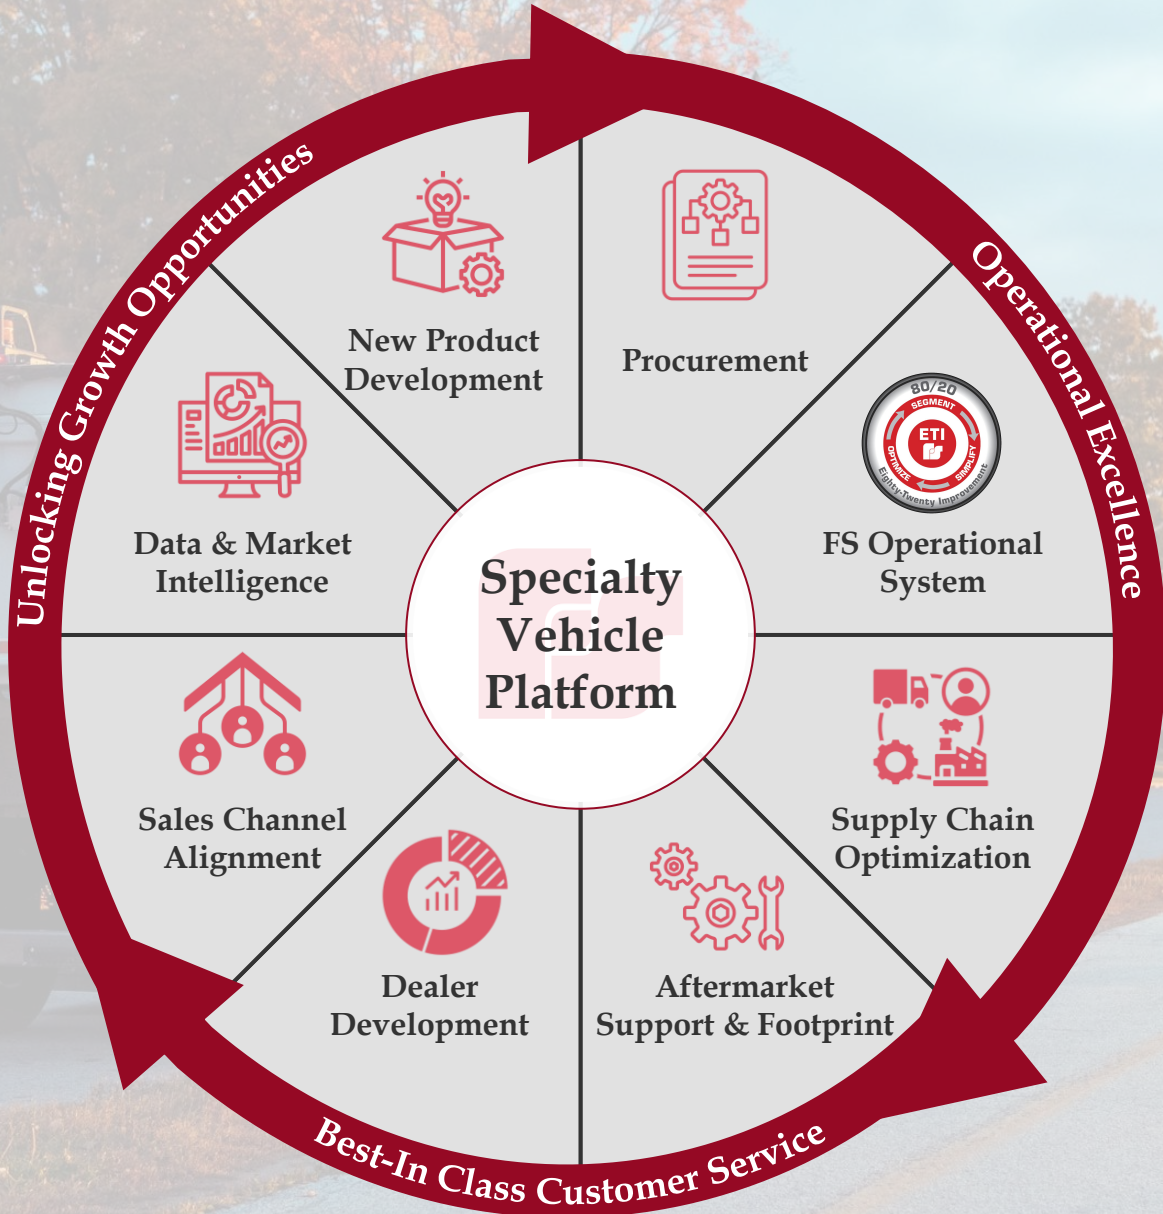 Unlocking Growth Opportunities
Operational Excellence
Best-In Class Customer Service
New Product
Development
Procurement
80/20
SEGMENT
SIMPLIFY
OPTIMIZE
ETI
Eighty-Twenty Improvement
FS Operational
System
Supply Chain
Optimization
Aftermarket
Support & Footprint
Dealer
Development
Sales Channel
Alignment
Data & Market
Intelligence
Specialty
Vehicle
Platform